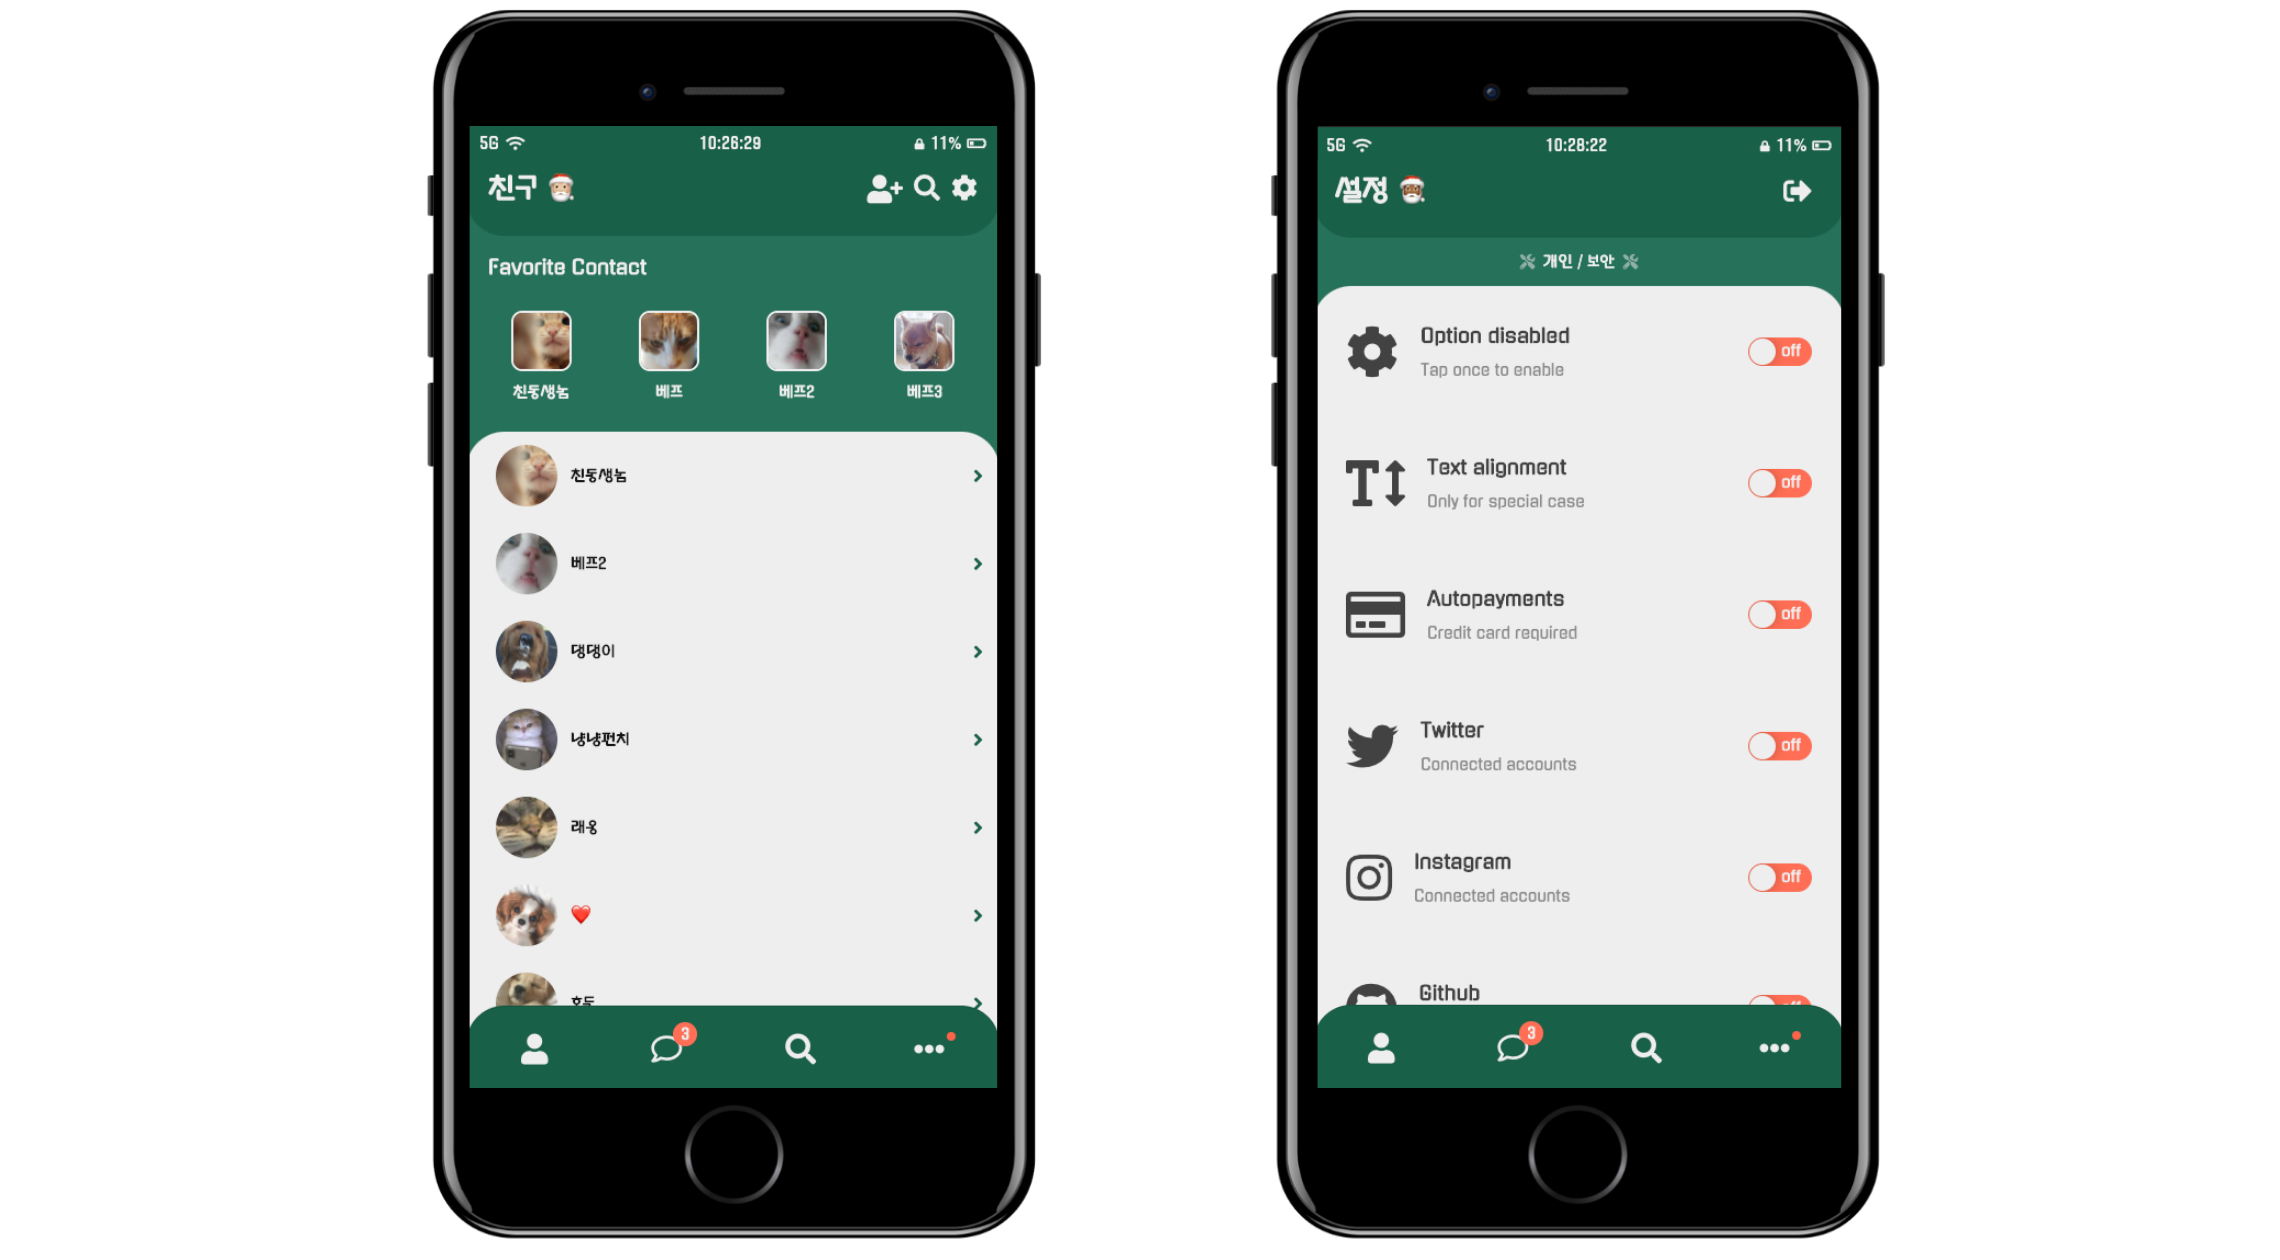 5G 10:26:29 11%
친구 🎅🏻
Favorite Contact
친동생놈 베프 베프2 베프3
친동생놈
베프2
댕댕이
냥냥펀치
래옹
❤️
3
5G 10:28:22 11%
설정 🎅🏾
개인 / 보안
Option disabled
Tap once to enable
off
Text alignment
Only for special case
off
Autopayments
Credit card required
off
Twitter
Connected accounts
off
Instagram
Connected accounts
off
Github
3